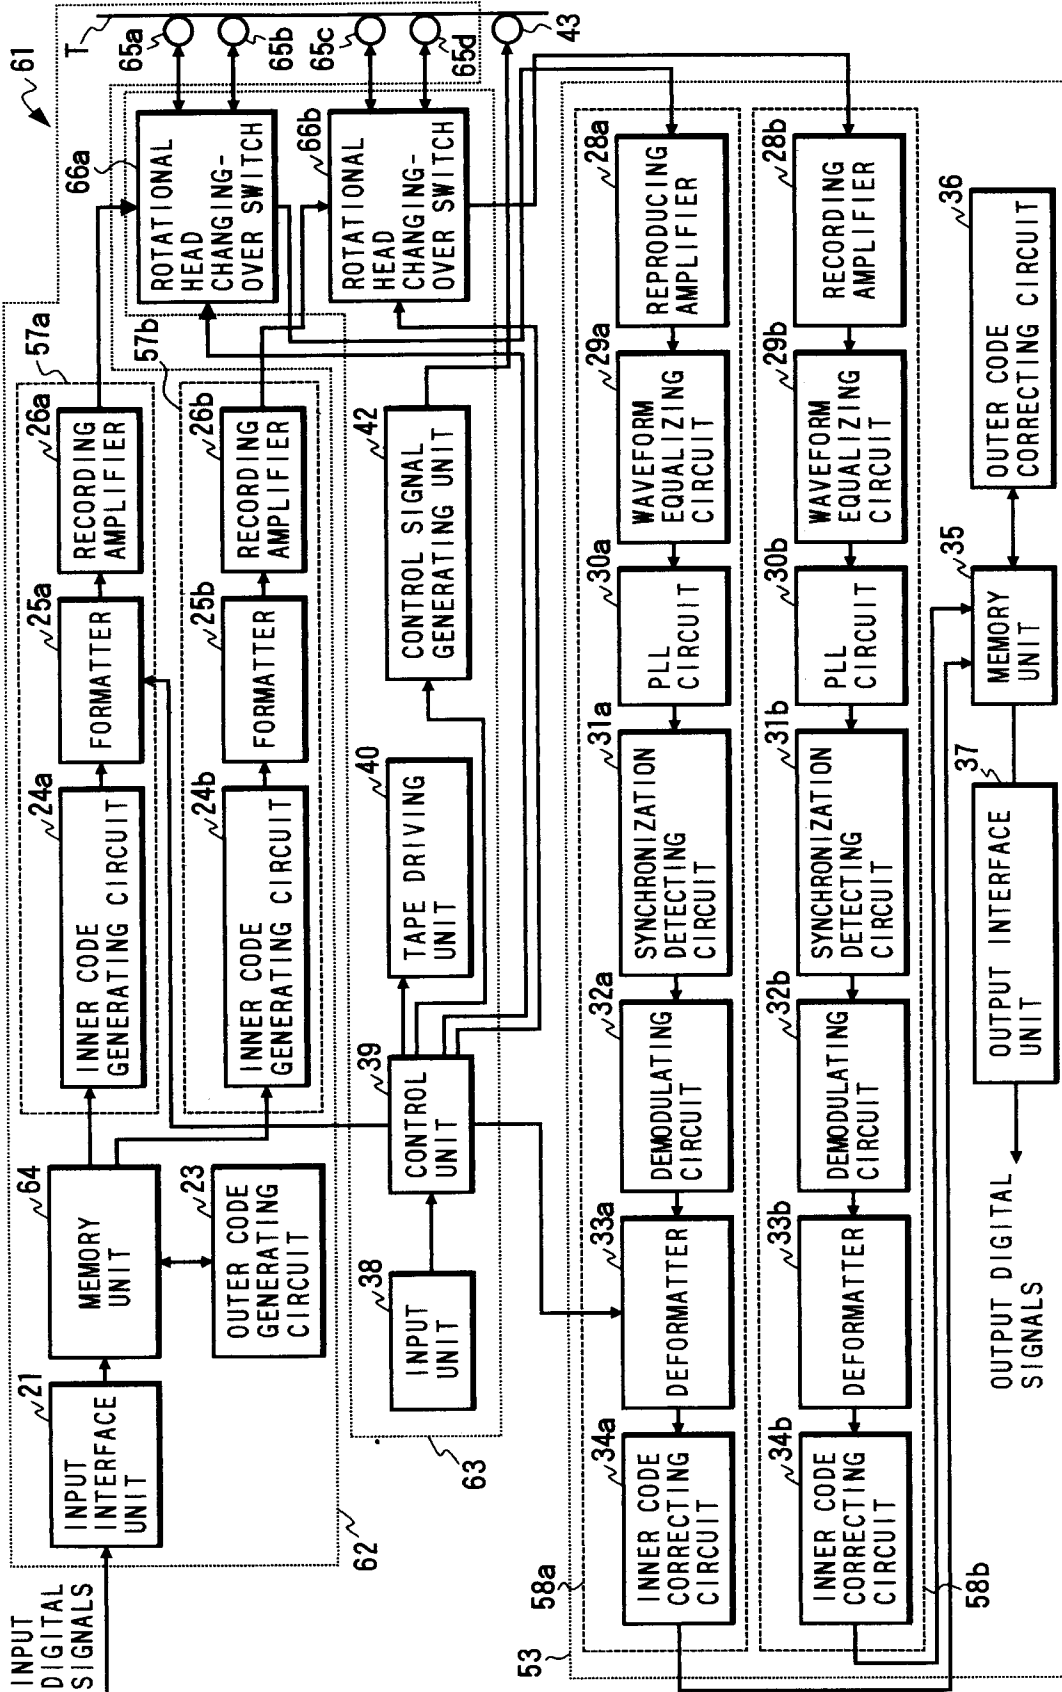 INPUT
DIGITAL
SIGNALS
21
INPUT
INTERFACE
UNIT
64
MEMORY
UNIT
23
OUTER CODE
GENERATING
CIRCUIT
62
24a
INNER CODE
GENERATING CIRCUIT
25a
FORMATTER
26a
RECORDING
AMPLIFIER
57a
24b
INNER CODE
GENERATING CIRCUIT
25b
FORMATTER
26b
RECORDING
AMPLIFIER
57b
61
66a
ROTATIONAL
HEAD
CHANGING-
OVER SWITCH
66b
ROTATIONAL
HEAD
CHANGING-
OVER SWITCH
T
65a
65b
65c
65d
43
38
INPUT
UNIT
39
CONTROL
UNIT
40
TAPE DRIVING
UNIT
42
CONTROL SIGNAL
GENERATING UNIT
63
53
58a
34a
INNER CODE
CORRECTING
CIRCUIT
33a
DEFORMATTER
32a
DEMODULATING
CIRCUIT
31a
SYNCHRONIZATION
DETECTING
CIRCUIT
30a
PLL
CIRCUIT
29a
WAVEFORM
EQUALIZING
CIRCUIT
28a
REPRODUCING
AMPLIFIER
58b
34b
INNER CODE
CORRECTING
CIRCUIT
33b
DEFORMATTER
32b
DEMODULATING
CIRCUIT
31b
SYNCHRONIZATION
DETECTING
CIRCUIT
30b
PLL
CIRCUIT
29b
WAVEFORM
EQUALIZING
CIRCUIT
28b
RECORDING
AMPLIFIER
OUTPUT DIGITAL
SIGNALS
37
OUTPUT INTERFACE
UNIT
35
MEMORY
UNIT
36
OUTER CODE
CORRECTING CIRCUIT